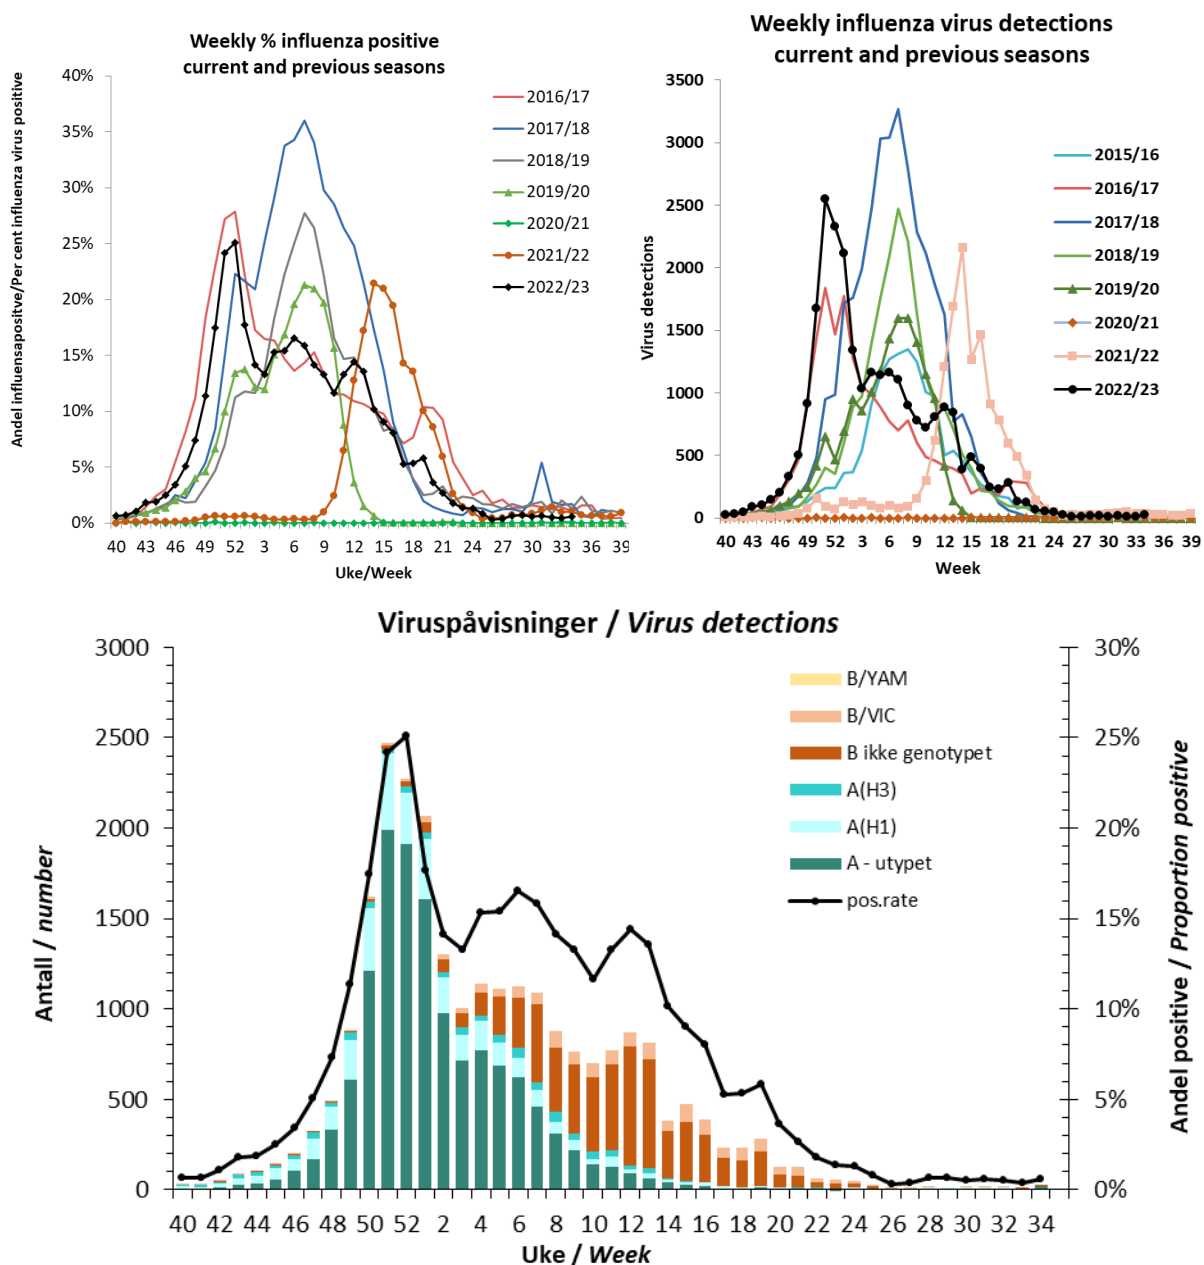 Weekly % influenza positive
current and previous seasons
Andel influensapositve/Per cent influenza virus positive
40%
35%
30%
25%
20%
15%
10%
5%
0%
2016/17
2017/18
2018/19
2019/20
2020/21
2021/22
2022/23
40 43 46 49 52 3 6 9 12 15 18 21 24 27 30 33 36 39
Uke/Week
Weekly influenza virus detections
current and previous seasons
Virus detections
3500
3000
2500
2000
1500
1000
500
0
2015/16
2016/17
2017/18
2018/19
2019/20
2020/21
2021/22
2022/23
40 43 46 49 52 3 6 9 12 15 18 21 24 27 30 33 36 39
Week
Viruspåvisninger / Virus detections
Antall / number
3000
2500
2000
1500
1000
500
0
B/YAM
B/VIC
B ikke genotypet
A(H3)
A(H1)
A - utypet
pos.rate
30%
25%
20%
15%
10%
5%
0%
Andel positive / Proportion positive
40 42 44 46 48 50 52 2 4 6 8 10 12 14 16 18 20 22 24 26 28 30 32 34
Uke / Week